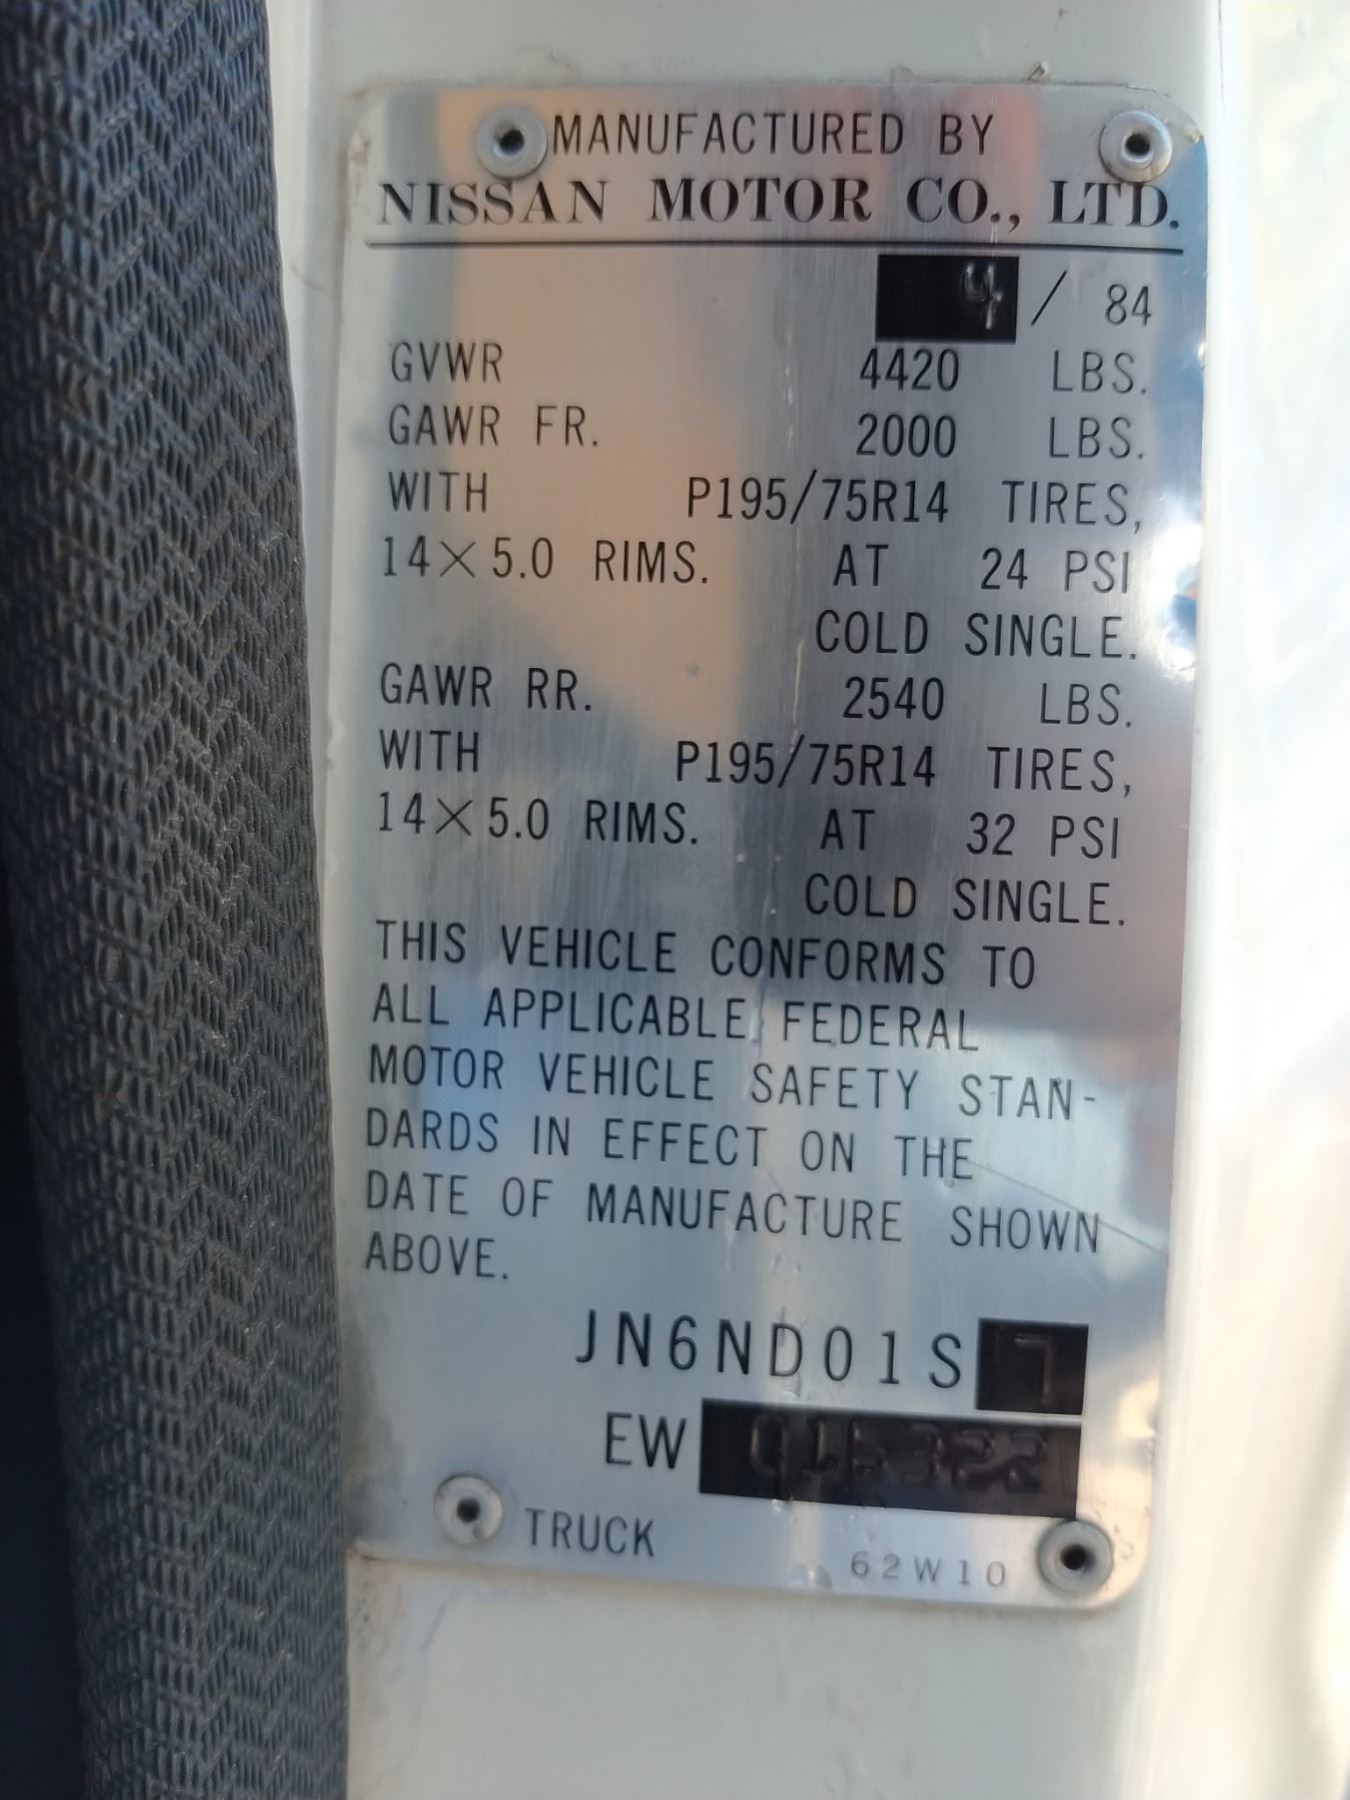 MANUFACTURED BY
NISSAN MOTOR CO., LTD.
4 / 84
GVWR 4420 LBS.
GAWR FR. 2000 LBS.
WITH P195/75R14 TIRES,
14×5.0 RIMS. AT 24 PSI
COLD SINGLE.
GAWR RR. 2540 LBS.
WITH P195/75R14 TIRES,
14×5.0 RIMS. AT 32 PSI
COLD SINGLE.
THIS VEHICLE CONFORMS TO
ALL APPLICABLE FEDERAL
MOTOR VEHICLE SAFETY STAN-
DARDS IN EFFECT ON THE
DATE OF MANUFACTURE SHOWN
ABOVE.
JN6ND01S 7
EW 016322
TRUCK
62W10